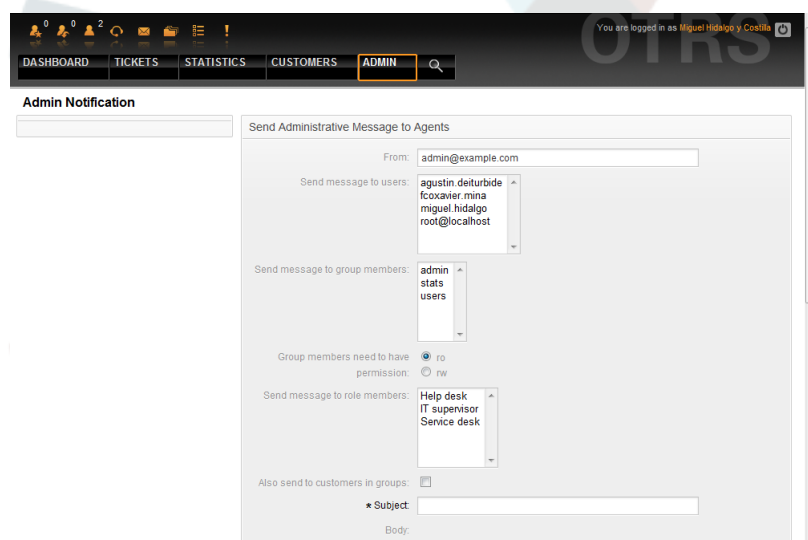 0 0 2
You are logged in as Miguel Hidalgo y Costilla
OTRS
DASHBOARD TICKETS STATISTICS CUSTOMERS ADMIN
Admin Notification
Send Administrative Message to Agents
From: admin@example.com
Send message to users: agustin.deiturbide
fcoxavier.mina
miguel.hidalgo
root@localhost
Send message to group members: admin
stats
users
Group members need to have ro
permission: rw
Send message to role members: Help desk
IT supervisor
Service desk
Also send to customers in groups:
* Subject:
Body: